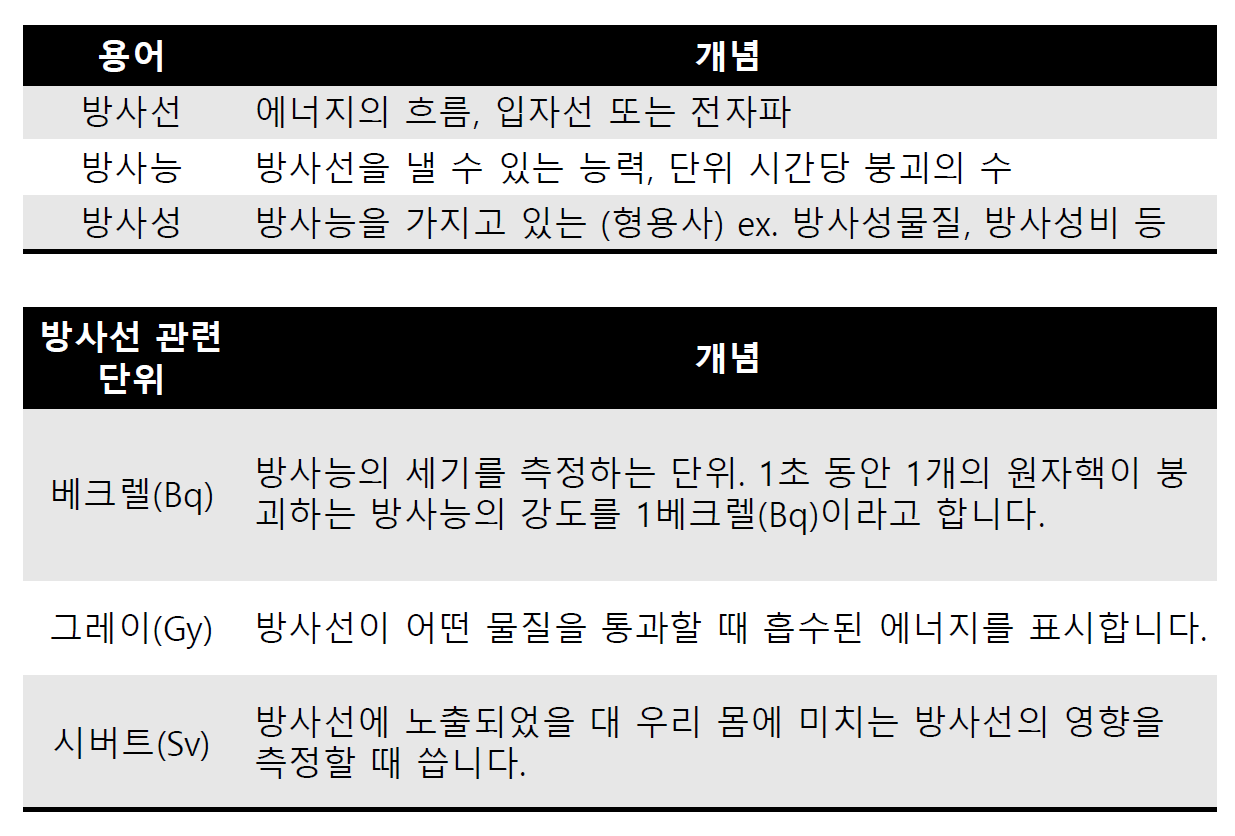 용어 개념
방사선 에너지의 흐름, 입자선 또는 전자파
방사능 방사선을 낼 수 있는 능력, 단위 시간당 붕괴의 수
방사성 방사능을 가지고 있는 (형용사) ex. 방사성물질, 방사성비 등
방사선 관련
단위
개념
베크렐(Bq)
방사능의 세기를 측정하는 단위. 1초 동안 1개의 원자핵이 붕
괴하는 방사능의 강도를 1베크렐(Bq)이라고 합니다.
그레이(Gy) 방사선이 어떤 물질을 통과할 때 흡수된 에너지를 표시합니다.
시버트(Sv)
방사선에 노출되었을 대 우리 몸에 미치는 방사선의 영향을
측정할 때 씁니다.